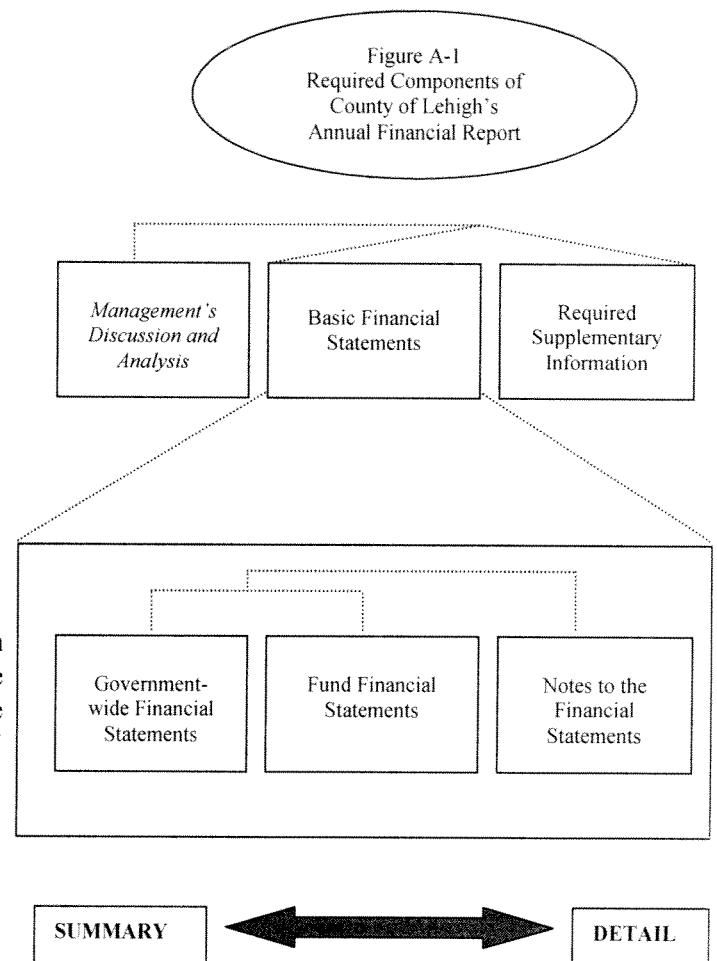 Figure A-1
Required Components of
County of Lehigh's
Annual Financial Report
Management's
Discussion and
Analysis
Basic Financial
Statements
Required
Supplementary
Information
Government-
wide Financial
Statements
Fund Financial
Statements
Notes to the
Financial
Statements
SUMMARY
DETAIL